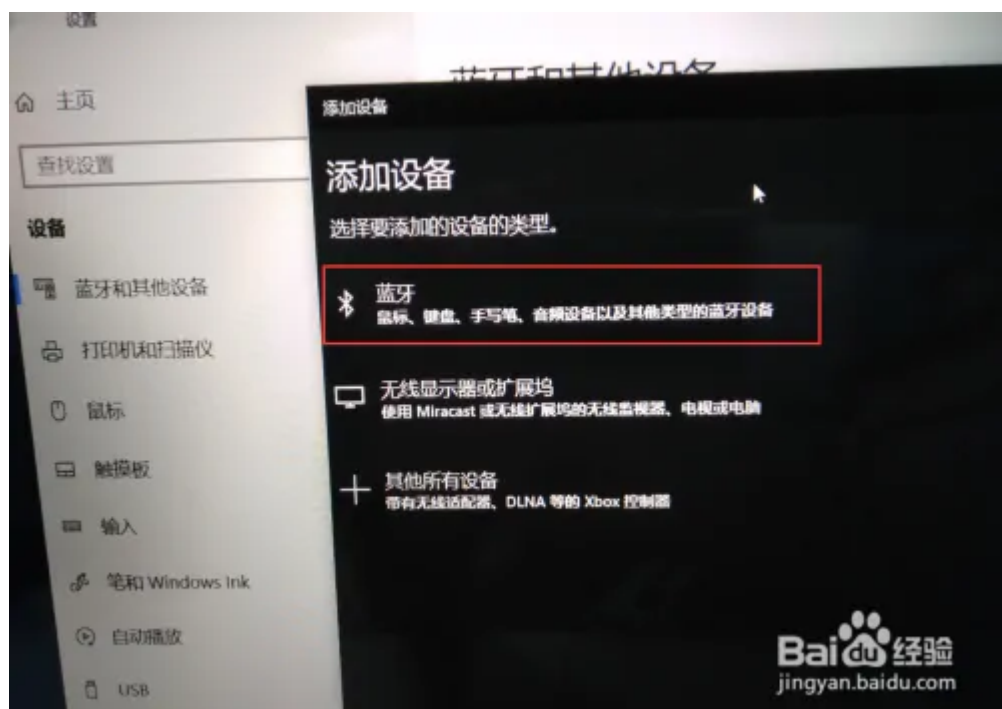 设置
蓝牙和其他设备
主页
添加设备
查找设置
添加设备
选择要添加的设备的类型。
设备
蓝牙和其他设备
蓝牙
鼠标、键盘、手写笔、音频设备以及其他类型的蓝牙设备
打印机和扫描仪
无线显示器或扩展坞
使用 Miracast 或无线扩展坞的无线监视器、电视或电脑
鼠标
触摸板
其他所有设备
带有无线适配器、DLNA 等的 Xbox 控制器
输入
笔和 Windows Ink
自动播放
USB
Bai du 经验
jingyan.baidu.com